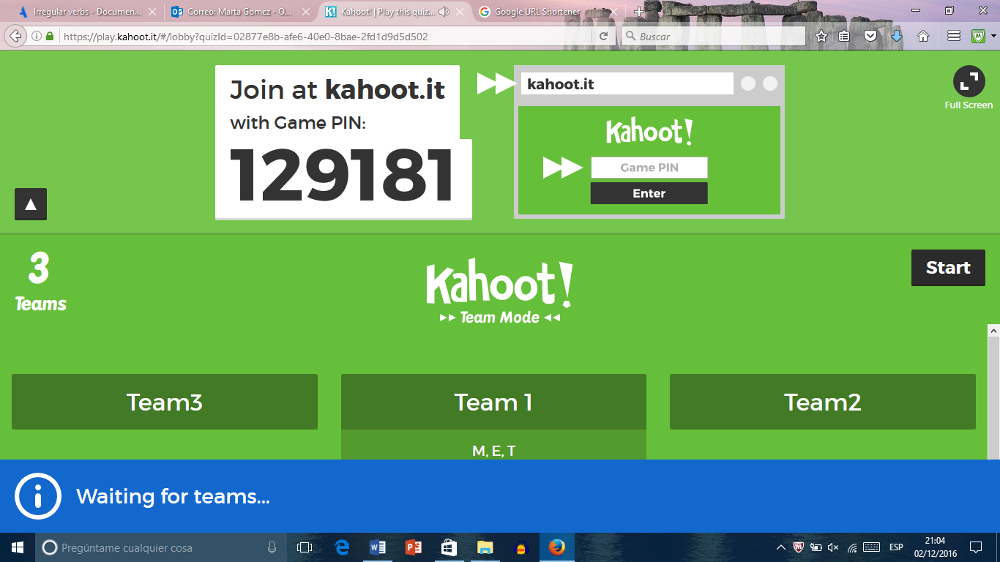 Irregular verbs - Documen...
Correo: Marta Gomez - O...
Kahoot! | Play this quiz...
Google URL Shortener
https://play.kahoot.it/#/lobby?quizId=02877e8b-afe6-40e0-8bae-2fd1d9d5d502
Buscar
Join at kahoot.it
with Game PIN:
129181
kahoot.it
Kahoot!
Game PIN
Enter
Full Screen
3
Teams
Kahoot!
Team Mode
Start
Team3
Team 1
Team2
M, E, T
Waiting for teams...
Pregúntame cualquier cosa
ESP
21:04
02/12/2016